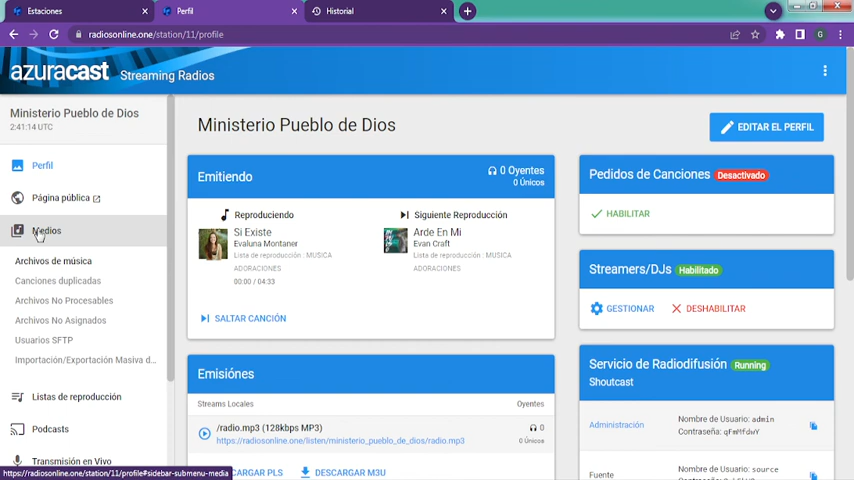 Estaciones
Perfil
Historial
radiosonline.one/station/11/profile
azuracast Streaming Radios
Ministerio Pueblo de Dios
2:41:14 UTC
Perfil
Página pública
Medios
Archivos de música
Canciones duplicadas
Archivos No Procesables
Archivos No Asignados
Usuarios SFTP
Importación/Exportación Masiva d...
Listas de reproducción
Podcasts
Transmisión en Vivo
https://radiosonline.one/station/11/profile#sidebar-submenu-media
Ministerio Pueblo de Dios
EDITAR EL PERFIL
Emitiendo
0 Oyentes
0 Únicos
Reproduciendo
Si Existe
Evaluna Montaner
Lista de reproducción : MUSICA
ADORACIONES
00:00 / 04:33
Siguiente Reproducción
Arde En Mi
Evan Craft
Lista de reproducción : MUSICA
ADORACIONES
SALTAR CANCIÓN
Emisiónes
Streams Locales
Oyentes
/radio.mp3 (128kbps MP3)
https://radiosonline.one/listen/ministerio_pueblo_de_dios/radio.mp3
0
0 Únicos
CARGAR PLS
DESCARGAR M3U
Pedidos de Canciones Desactivado
HABILITAR
Streamers/DJs Habilitado
GESTIONAR
DESHABILITAR
Servicio de Radiodifusión Running
Shoutcast
Administración
Nombre de Usuario: admin
Contraseña:
Fuente
Nombre de Usuario: source